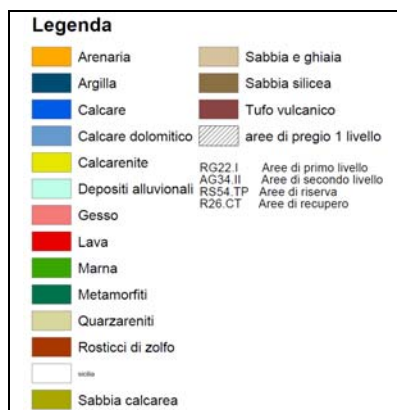 Legenda
Arenaria
Argilla
Calcare
Calcare dolomitico
Calcarenite
Depositi alluvionali
Gesso
Lava
Marna
Metamorfiti
Quarzareniti
Rosticci di zolfo
sicilia
Sabbia calcarea
Sabbia e ghiaia
Sabbia silicea
Tufo vulcanico
aree di pregio 1 livello
RG22.I Aree di primo livello
AG34.II Aree di secondo livello
RS54.TP Aree di riserva
R26.CT Aree di recupero